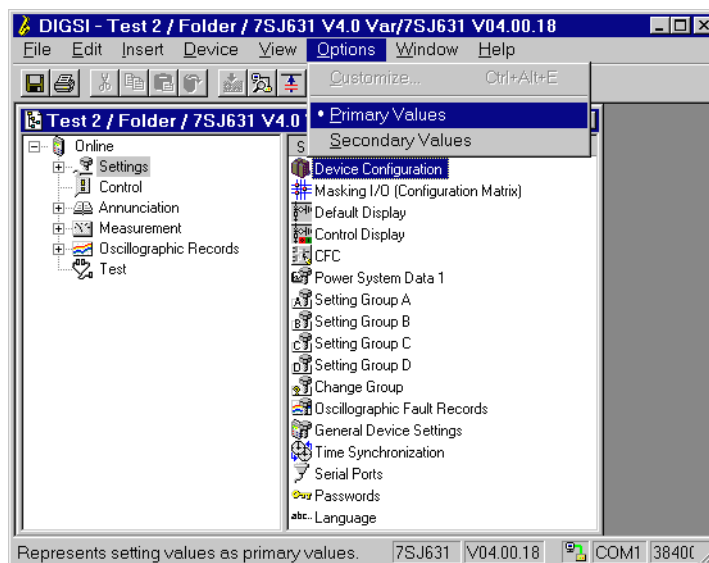 DIGSI - Test 2 / Folder / 7SJ631 V4.0 Var/7SJ631 V04.00.18
File Edit Insert Device View Options Window Help
Customize... Ctrl+Alt+E
Primary Values
Secondary Values
Test 2 / Folder / 7SJ631 V4.0
Online
Settings
Control
Annunciation
Measurement
Oscillographic Records
Test
S
Device Configuration
Masking I/O (Configuration Matrix)
Default Display
Control Display
CFC
Power System Data 1
Setting Group A
Setting Group B
Setting Group C
Setting Group D
Change Group
Oscillographic Fault Records
General Device Settings
Time Synchronization
Serial Ports
Passwords
abc.. Language
Represents setting values as primary values. 7SJ631 V04.00.18 COM1 3840